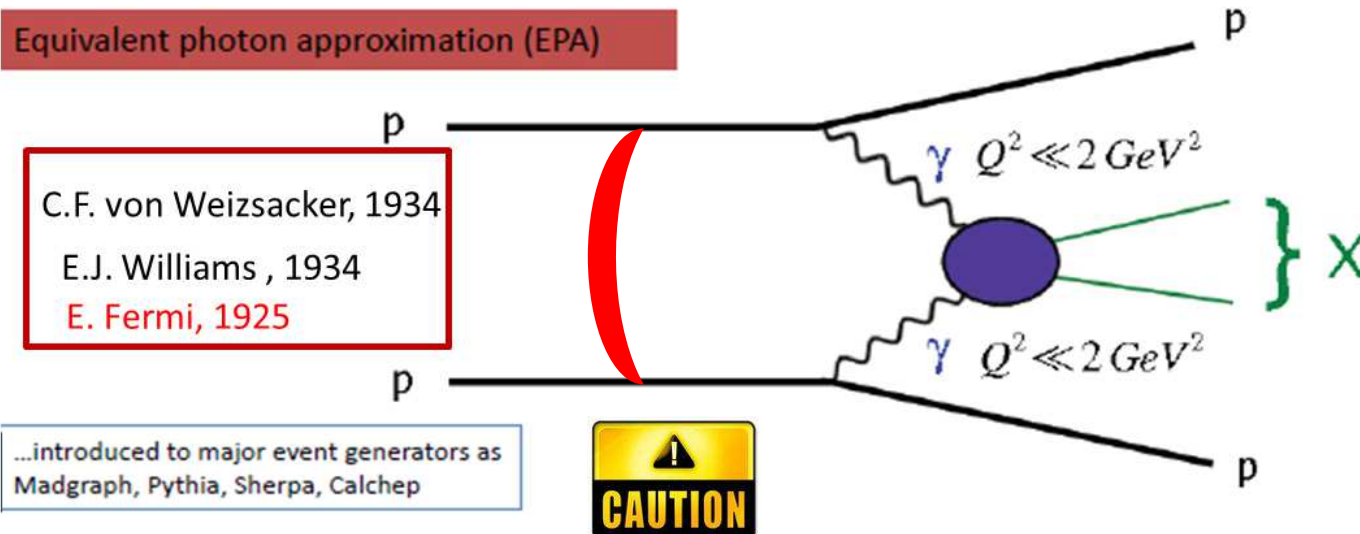 Equivalent photon approximation (EPA)
p
p
γ Q² ≪ 2 GeV²
C.F. von Weizsacker, 1934
E.J. Williams , 1934
E. Fermi, 1925
} X
γ Q² ≪ 2 GeV²
p
p
...introduced to major event generators as
Madgraph, Pythia, Sherpa, Calchep
!
CAUTION